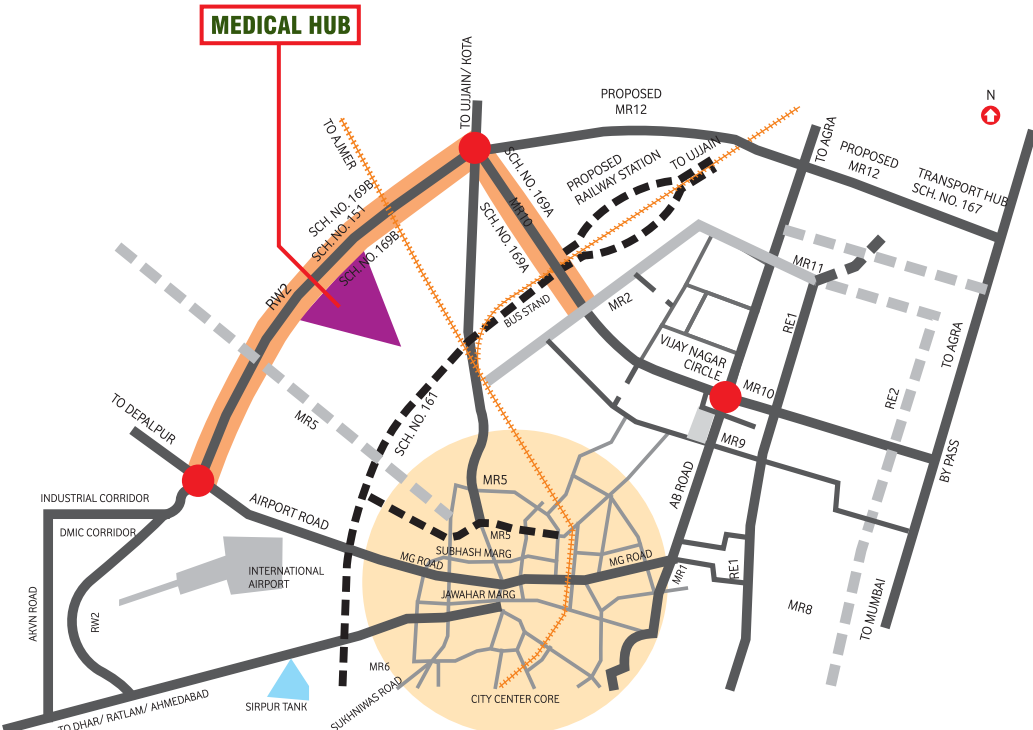 MEDICAL HUB
TO UJJAIN/ KOTA
PROPOSED
MR12
N
TO AJMER
TO AGRA
PROPOSED
MR12
TRANSPORT HUB
SCH. NO. 167
SCH. NO. 169A
MR10
SCH. NO. 169A
PROPOSED
RAILWAY STATION
TO UJJAIN
SCH. NO. 169B
SCH. NO. 151
SCH. NO. 169B
RW2
BUS STAND
MR2
MR11
RE1
VIJAY NAGAR
CIRCLE
MR10
TO AGRA
RE2
MR5
SCH. NO. 161
TO DEPALPUR
MR9
BY PASS
AB ROAD
INDUSTRIAL CORRIDOR
DMIC CORRIDOR
AIRPORT ROAD
MR5
MR5
SUBHASH MARG
MG ROAD
MG ROAD
JAWAHAR MARG
MR1
RE1
MR8
TO MUMBAI
INTERNATIONAL
AIRPORT
AKVN ROAD
RW2
MR6
SUKHNIWAS ROAD
CITY CENTER CORE
SIRPUR TANK
TO DHAR/ RATLAM/ AHMEDABAD